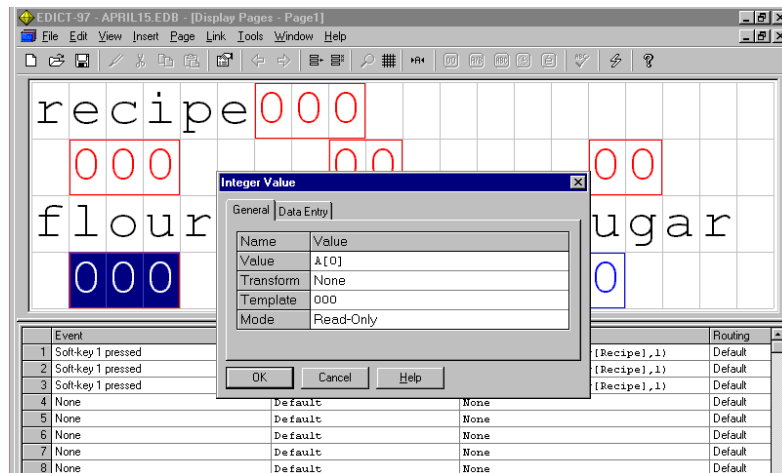 EDICT-97 - APRIL15.EDB - [Display Pages - Page1]
File Edit View Insert Page Link Tools Window Help
recipe000
000 00 00
flour ugar
000 0
Integer Value
General Data Entry
Name Value
Value A[0]
Transform None
Template 000
Mode Read-Only
OK Cancel Help
Event Routing
1 Soft-key 1 pressed [Recipe],1) Default
2 Soft-key 1 pressed [Recipe],1) Default
3 Soft-key 1 pressed [Recipe],1) Default
4 None Default None Default
5 None Default None Default
6 None Default None Default
7 None Default None Default
8 None Default None Default